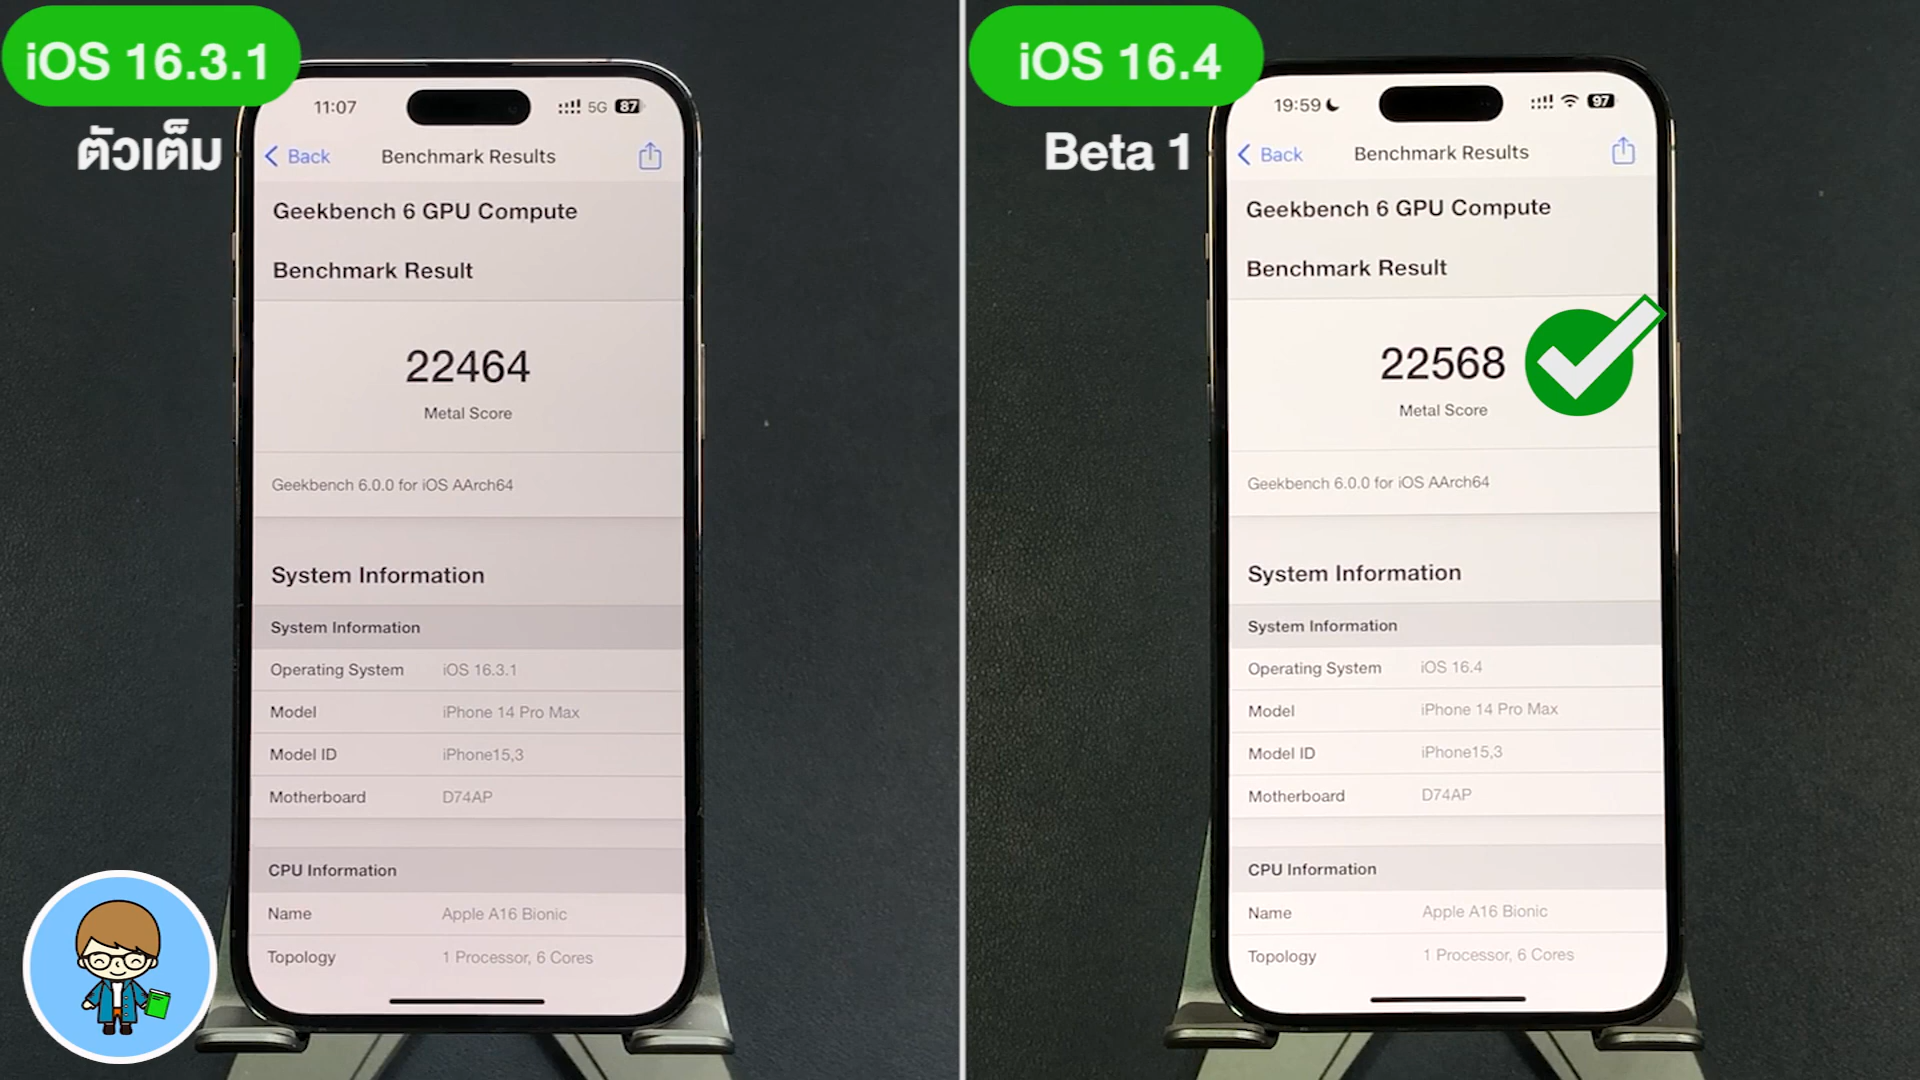 iOS 16.3.1
ตัวเต็ม
11:07
5G 87
Back
Benchmark Results
Geekbench 6 GPU Compute
Benchmark Result
22464
Metal Score
Geekbench 6.0.0 for iOS AArch64
System Information
System Information
Operating System iOS 16.3.1
Model iPhone 14 Pro Max
Model ID iPhone15,3
Motherboard D74AP
CPU Information
Name Apple A16 Bionic
Topology 1 Processor, 6 Cores
iOS 16.4
Beta 1
19:59
97
Back
Benchmark Results
Geekbench 6 GPU Compute
Benchmark Result
22568
Metal Score
Geekbench 6.0.0 for iOS AArch64
System Information
System Information
Operating System iOS 16.4
Model iPhone 14 Pro Max
Model ID iPhone15,3
Motherboard D74AP
CPU Information
Name Apple A16 Bionic
Topology 1 Processor, 6 Cores